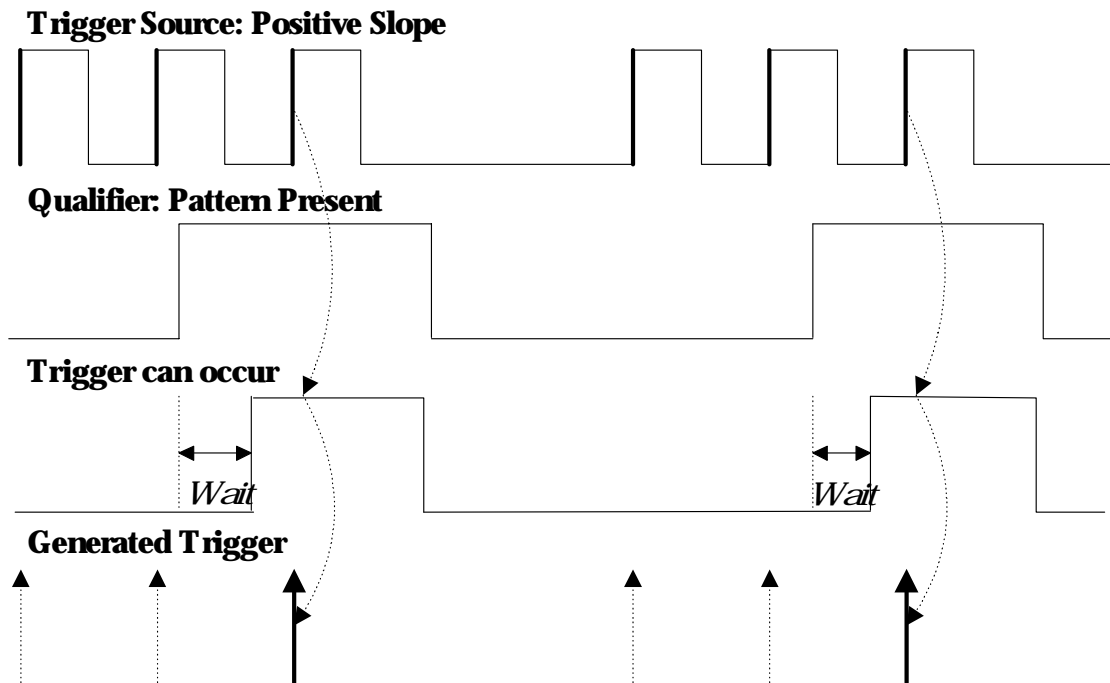 Trigger Source: Positive Slope
Qualifier: Pattern Present
Trigger can occur
Wait
Wait
Generated Trigger